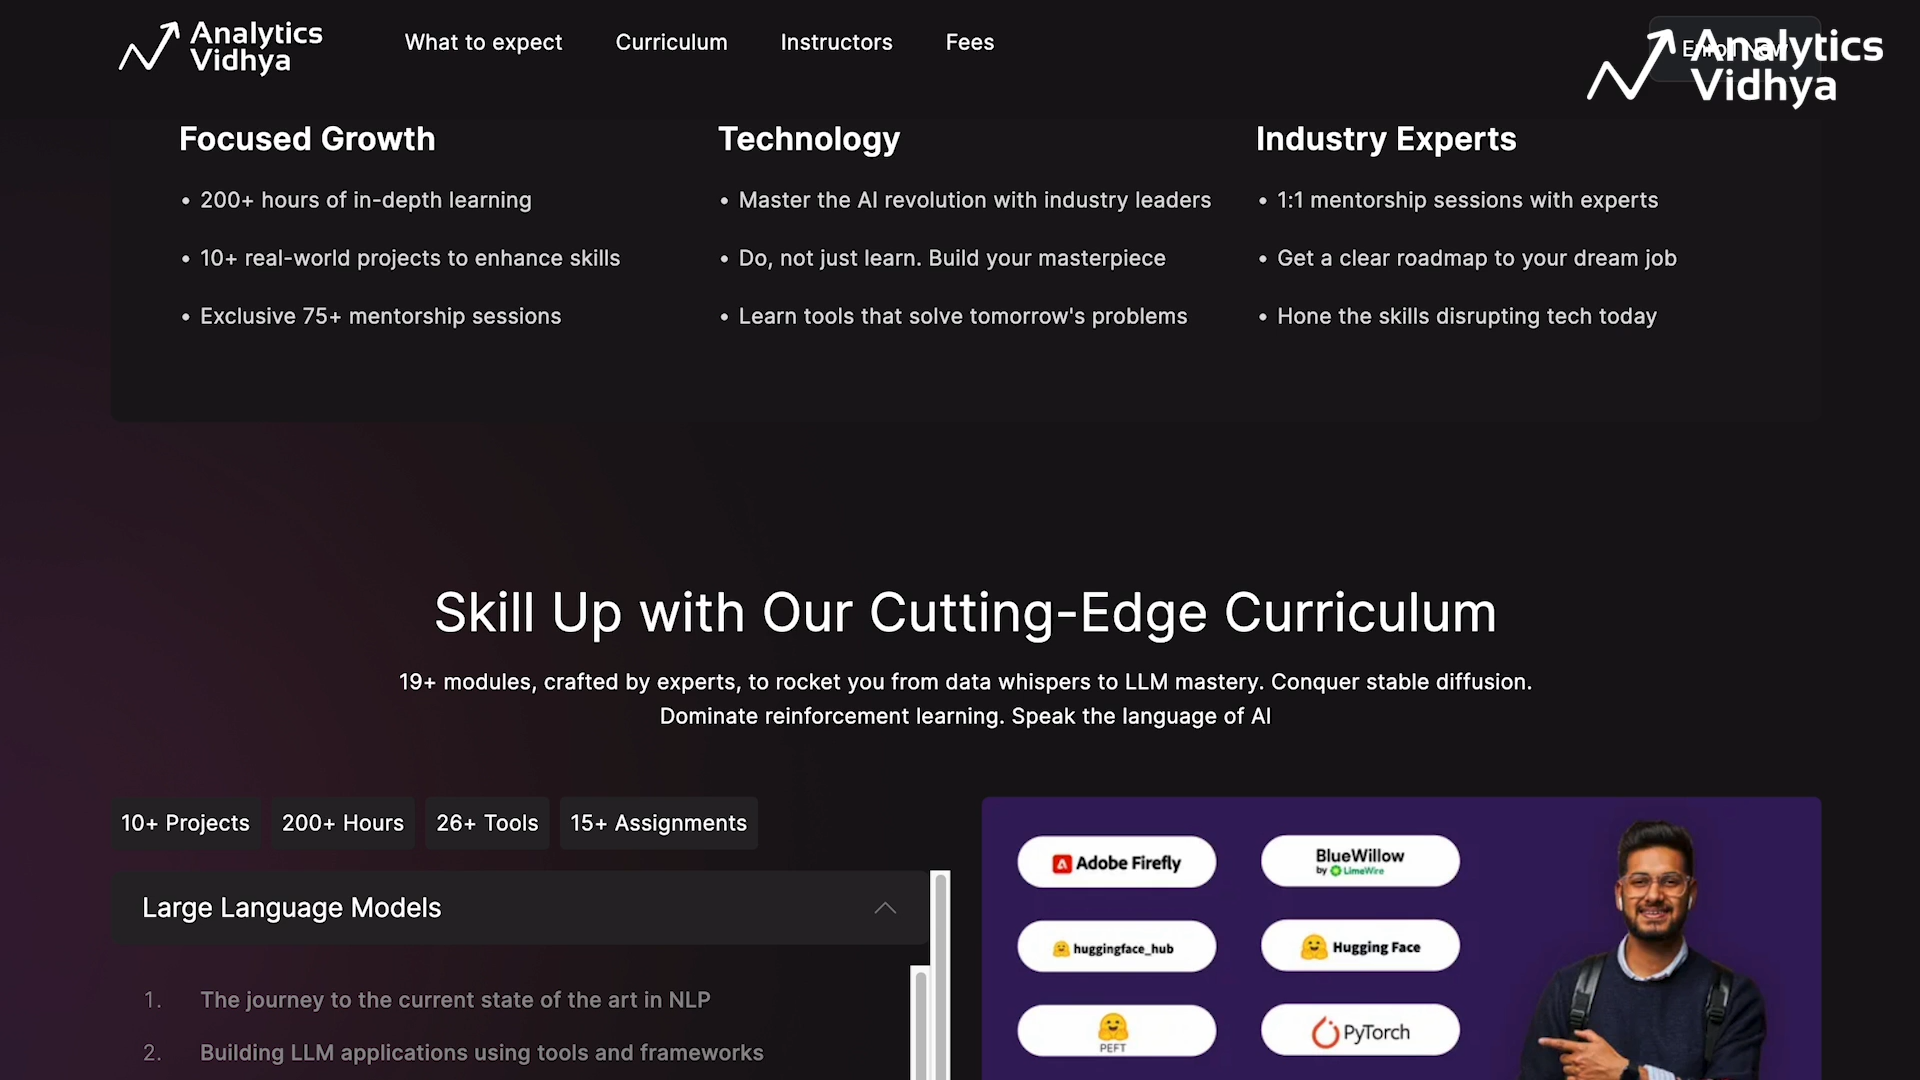 Analytics
Vidhya
What to expect
Curriculum
Instructors
Fees
Enroll Now
Analytics
Vidhya
Focused Growth
• 200+ hours of in-depth learning
• 10+ real-world projects to enhance skills
• Exclusive 75+ mentorship sessions
Technology
• Master the AI revolution with industry leaders
• Do, not just learn. Build your masterpiece
• Learn tools that solve tomorrow's problems
Industry Experts
• 1:1 mentorship sessions with experts
• Get a clear roadmap to your dream job
• Hone the skills disrupting tech today
Skill Up with Our Cutting-Edge Curriculum
19+ modules, crafted by experts, to rocket you from data whispers to LLM mastery. Conquer stable diffusion.
Dominate reinforcement learning. Speak the language of AI
10+ Projects
200+ Hours
26+ Tools
15+ Assignments
Large Language Models
1. The journey to the current state of the art in NLP
2. Building LLM applications using tools and frameworks
Adobe Firefly
BlueWillow
by LimeWire
huggingface_hub
Hugging Face
PEFT
PyTorch